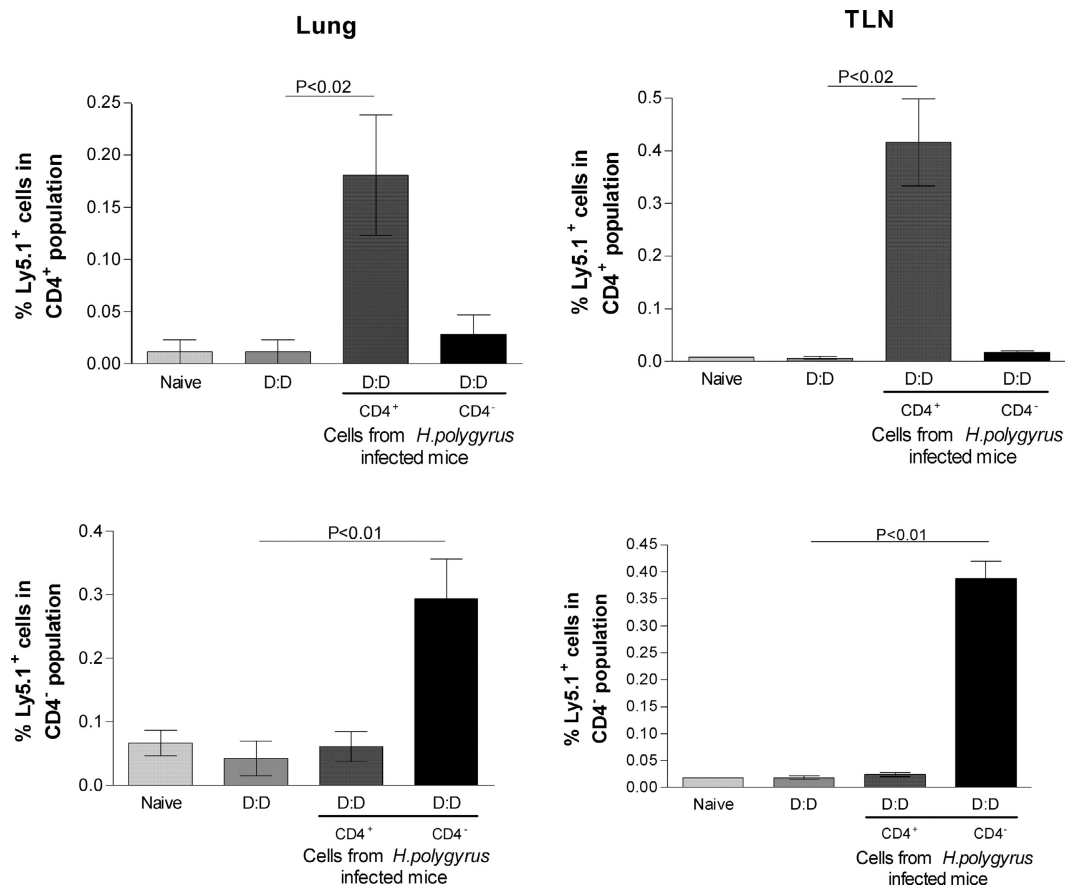 Lung
P<0.02
% Ly5.1⁺ cells in
CD4⁺ population
0.25
0.20
0.15
0.10
0.05
0.00
Naive D:D D:D D:D
CD4⁺ CD4⁻
Cells from H.polygyrus
infected mice
TLN
P<0.02
% Ly5.1⁺ cells in
CD4⁺ population
0.5
0.4
0.3
0.2
0.1
0.0
Naive D:D D:D D:D
CD4⁺ CD4⁻
Cells from H.polygyrus
infected mice
P<0.01
% Ly5.1⁺ cells in
CD4⁻ population
0.4
0.3
0.2
0.1
0.0
Naive D:D D:D D:D
CD4⁺ CD4⁻
Cells from H.polygyrus
infected mice
P<0.01
% Ly5.1⁺ cells in
CD4⁻ population
0.45
0.40
0.35
0.30
0.25
0.20
0.15
0.10
0.05
0.00
Naive D:D D:D D:D
CD4⁺ CD4⁻
Cells from H.polygyrus
infected mice